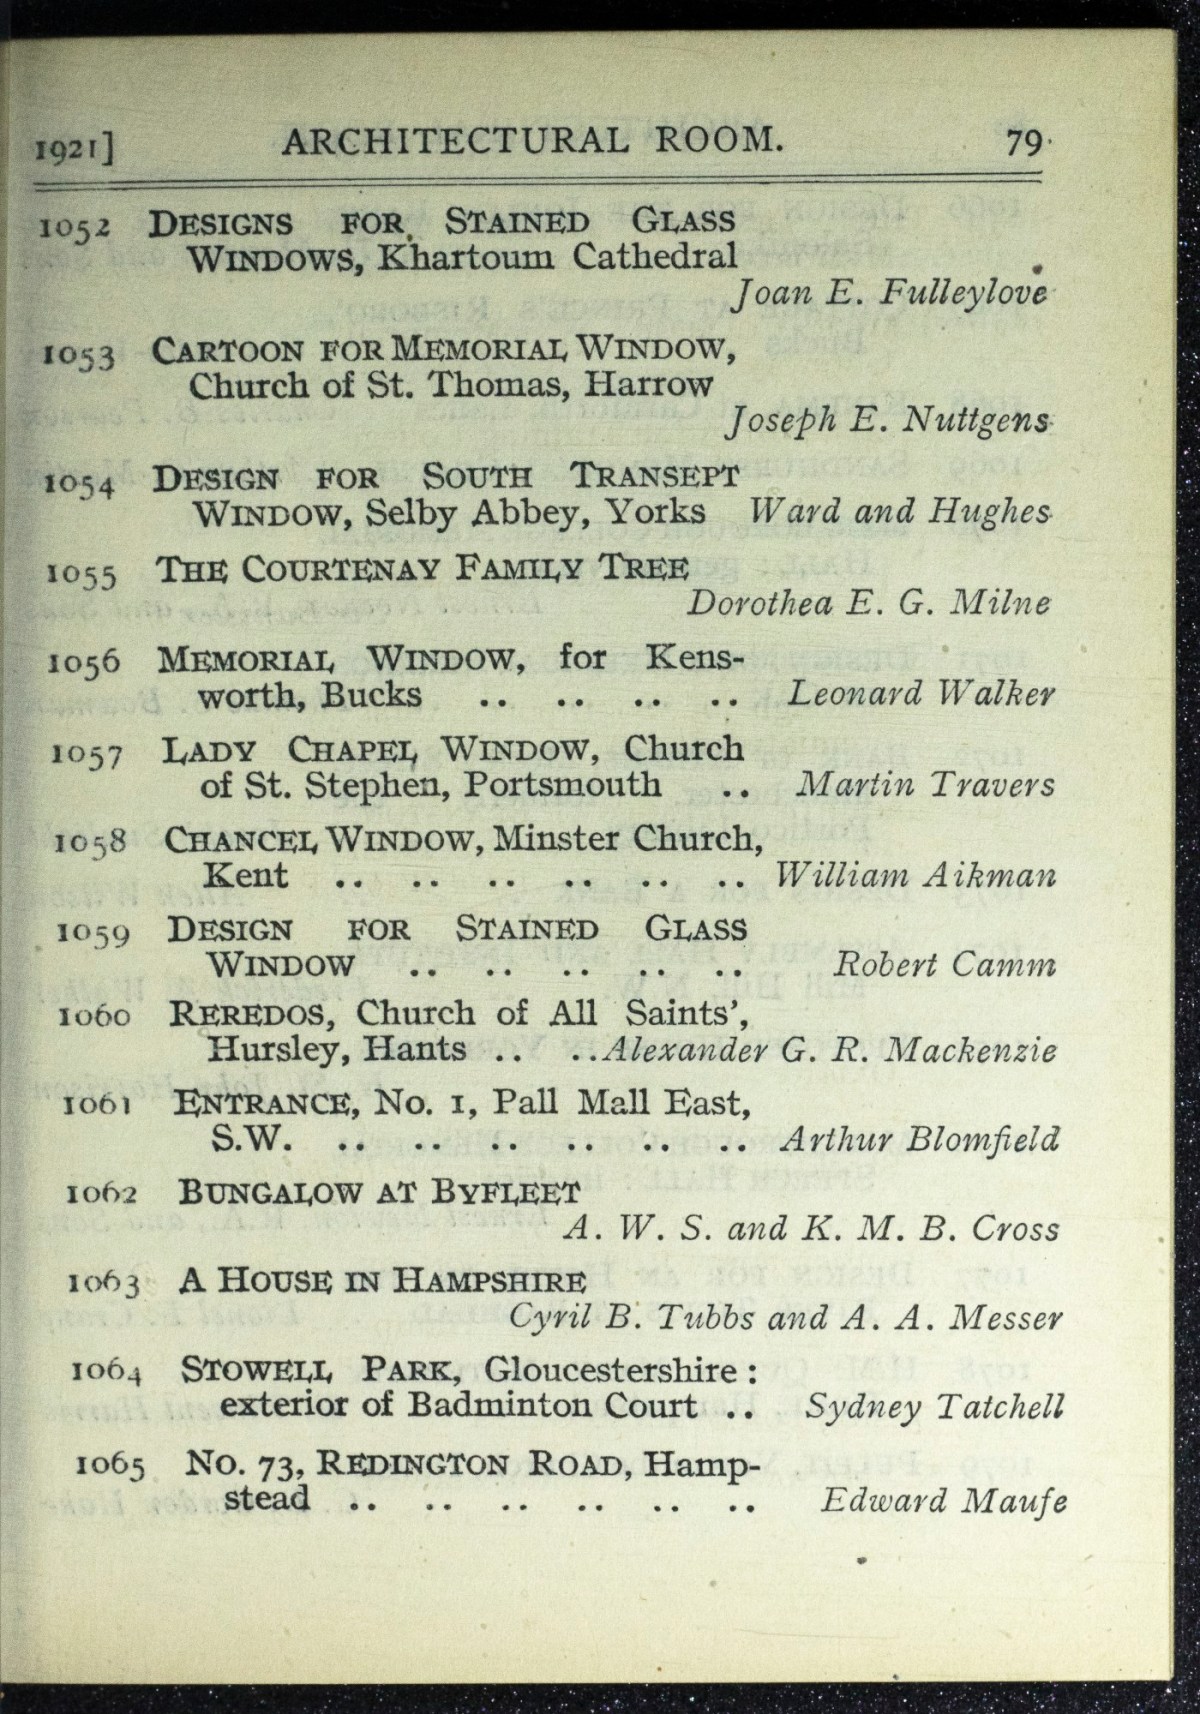 1921] ARCHITECTURAL ROOM. 79
1052 DESIGNS FOR STAINED GLASS
WINDOWS, Khartoum Cathedral
Joan E. Fulleylove
1053 CARTOON FOR MEMORIAL WINDOW,
Church of St. Thomas, Harrow
Joseph E. Nuttgens
1054 DESIGN FOR SOUTH TRANSEPT
WINDOW, Selby Abbey, Yorks Ward and Hughes
1055 THE COURTENAY FAMILY TREE
Dorothea E. G. Milne
1056 MEMORIAL WINDOW, for Kens-
worth, Bucks .. .. .. .. Leonard Walker
1057 LADY CHAPEL WINDOW, Church
of St. Stephen, Portsmouth .. Martin Travers
1058 CHANCEL WINDOW, Minster Church,
Kent .. .. .. .. .. .. William Aikman
1059 DESIGN FOR STAINED GLASS
WINDOW .. .. .. .. .. Robert Camm
1060 REREDOS, Church of All Saints',
Hursley, Hants .. .. Alexander G. R. Mackenzie
1061 ENTRANCE, NO. 1, Pall Mall East,
S.W. .. .. .. .. .. .. Arthur Blomfield
1062 BUNGALOW AT BYFLEET
A. W. S. and K. M. B. Cross
1063 A HOUSE IN HAMPSHIRE
Cyril B. Tubbs and A. A. Messer
1064 STOWELL PARK, Gloucestershire :
exterior of Badminton Court .. Sydney Tatchell
1065 NO. 73, REDINGTON ROAD, Hamp-
stead .. .. .. .. .. .. Edward Maufe